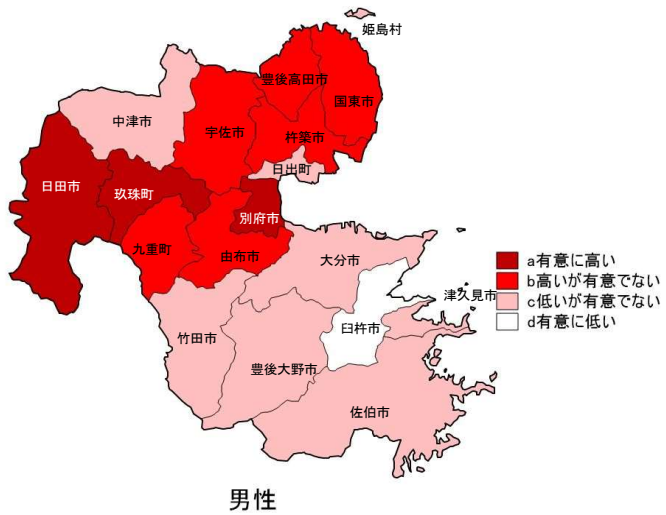 姫島村
豊後高田市
国東市
中津市
宇佐市
杵築市
日出町
日田市
玖珠町
別府市
九重町
由布市
大分市
a有意に高い
b高いが有意でない
c低いが有意でない
d有意に低い
津久見市
臼杵市
竹田市
豊後大野市
佐伯市
男性